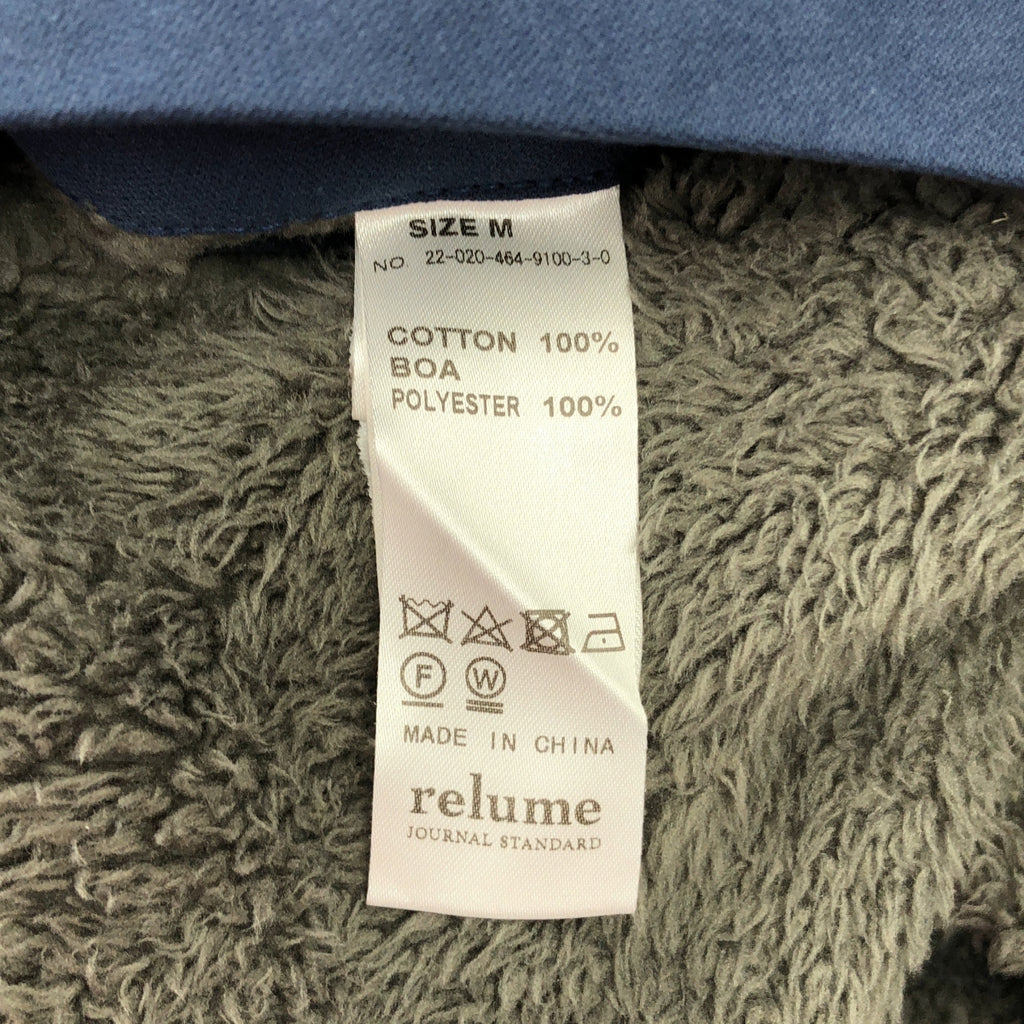 SIZE M
NO. 22-020-464-9100-3-0
COTTON 100%
BOA
POLYESTER 100%
F W
MADE IN CHINA
relume
JOURNAL STANDARD